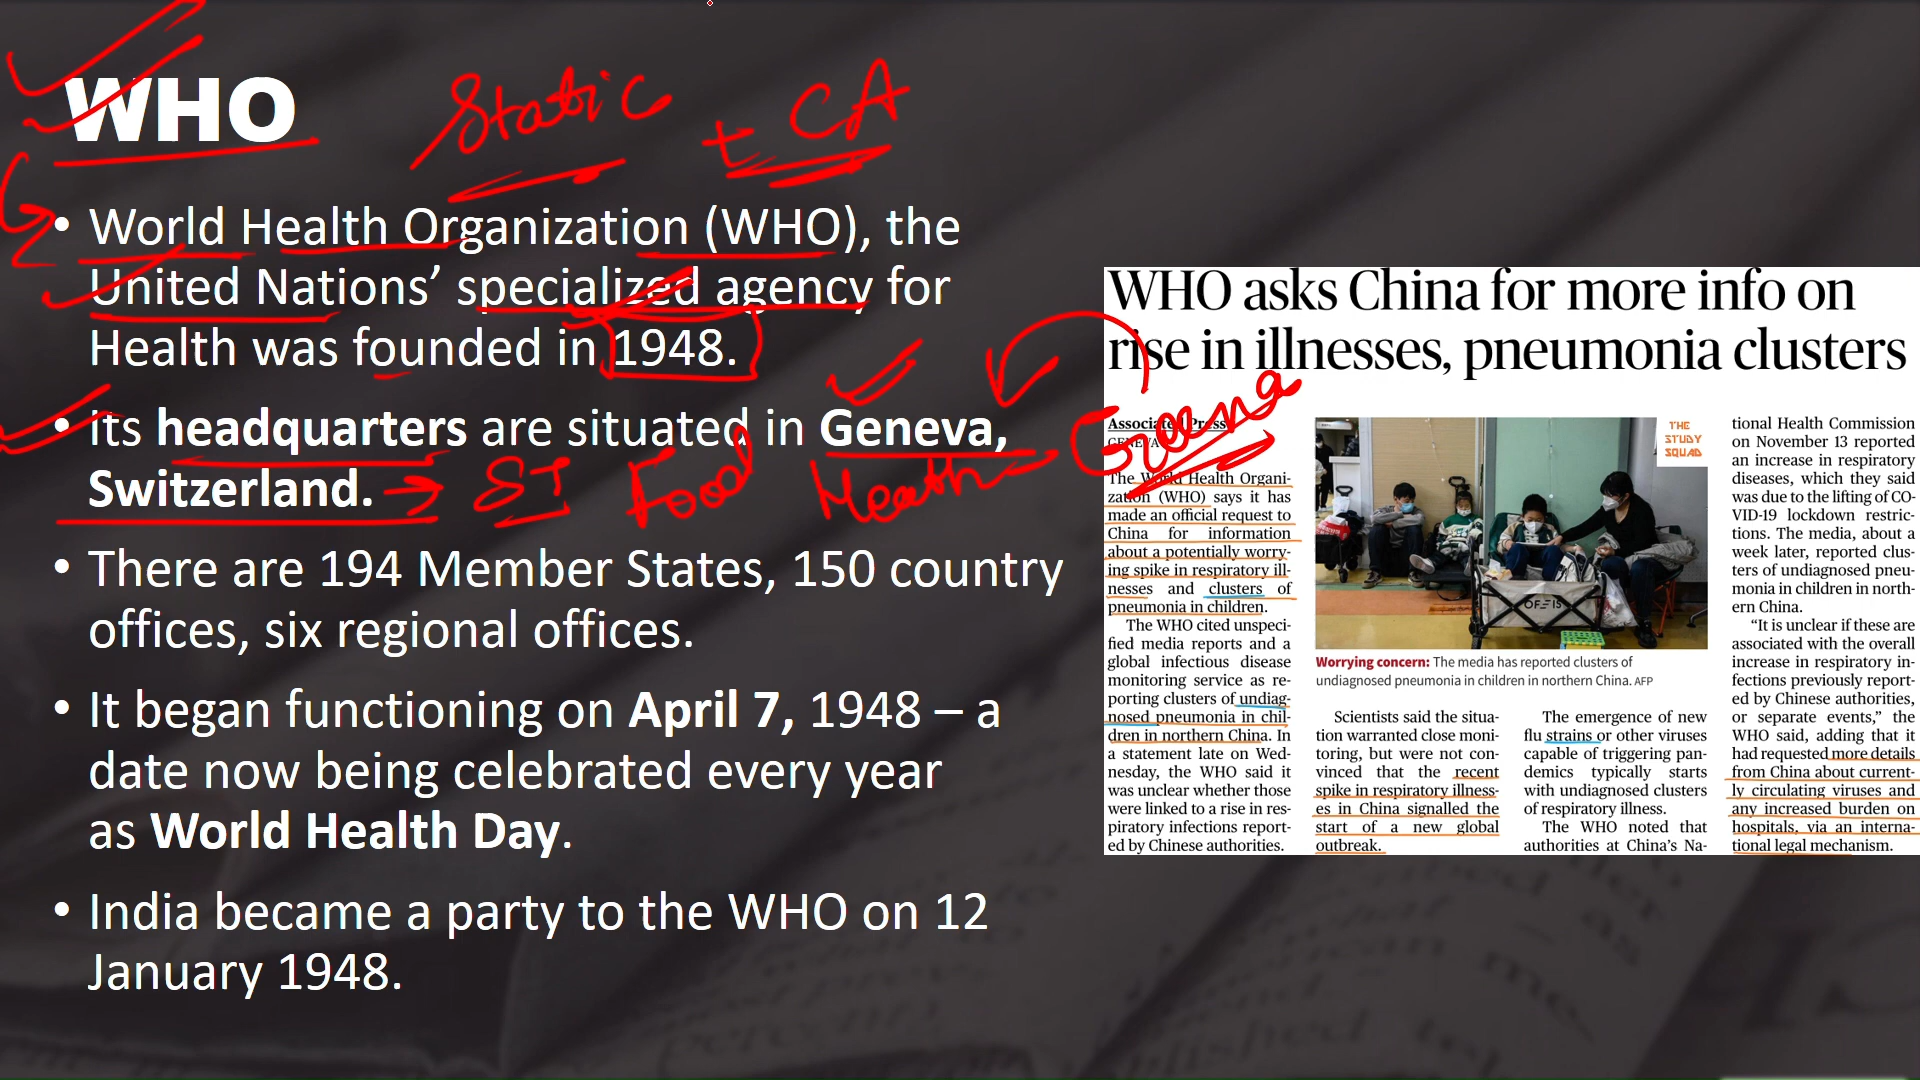 WHO
Static + CA
• World Health Organization (WHO), the
United Nations’ specialized agency for
Health was founded in 1948.
• its headquarters are situated in Geneva,
Switzerland.
Food
• There are 194 Member States, 150 country
offices, six regional offices.
• It began functioning on April 7, 1948 – a
date now being celebrated every year
as World Health Day.
• India became a party to the WHO on 12
January 1948.
WHO asks China for more info on
rise in illnesses, pneumonia clusters
Associated Press
GENEVA
The World Health Organi-
zation (WHO) says it has
made an official request to
China for information
about a potentially worry-
ing spike in respiratory ill-
nesses and clusters of
pneumonia in children.
The WHO cited unspeci-
fied media reports and a
global infectious disease
monitoring service as re-
porting clusters of undiag-
nosed pneumonia in chil-
dren in northern China. In
a statement late on Wed-
nesday, the WHO said it
was unclear whether those
were linked to a rise in res-
piratory infections report-
ed by Chinese authorities.
THE
STUDY
SQUAD
Worrying concern: The media has reported clusters of
undiagnosed pneumonia in children in northern China. AFP
Scientists said the situa-
tion warranted close moni-
toring, but were not con-
vinced that the recent
spike in respiratory illness-
es in China signalled the
start of a new global
outbreak.
The emergence of new
flu strains or other viruses
capable of triggering pan-
demics typically starts
with undiagnosed clusters
of respiratory illness.
The WHO noted that
authorities at China’s Na-
tional Health Commission
on November 13 reported
an increase in respiratory
diseases, which they said
was due to the lifting of CO-
VID-19 lockdown restric-
tions. The media, about a
week later, reported clus-
ters of undiagnosed pneu-
monia in children in north-
ern China.
“It is unclear if these are
associated with the overall
increase in respiratory in-
fections previously report-
ed by Chinese authorities,
or separate events,” the
WHO said, adding that it
had requested more details
from China about current-
ly circulating viruses and
any increased burden on
hospitals, via an interna-
tional legal mechanism.